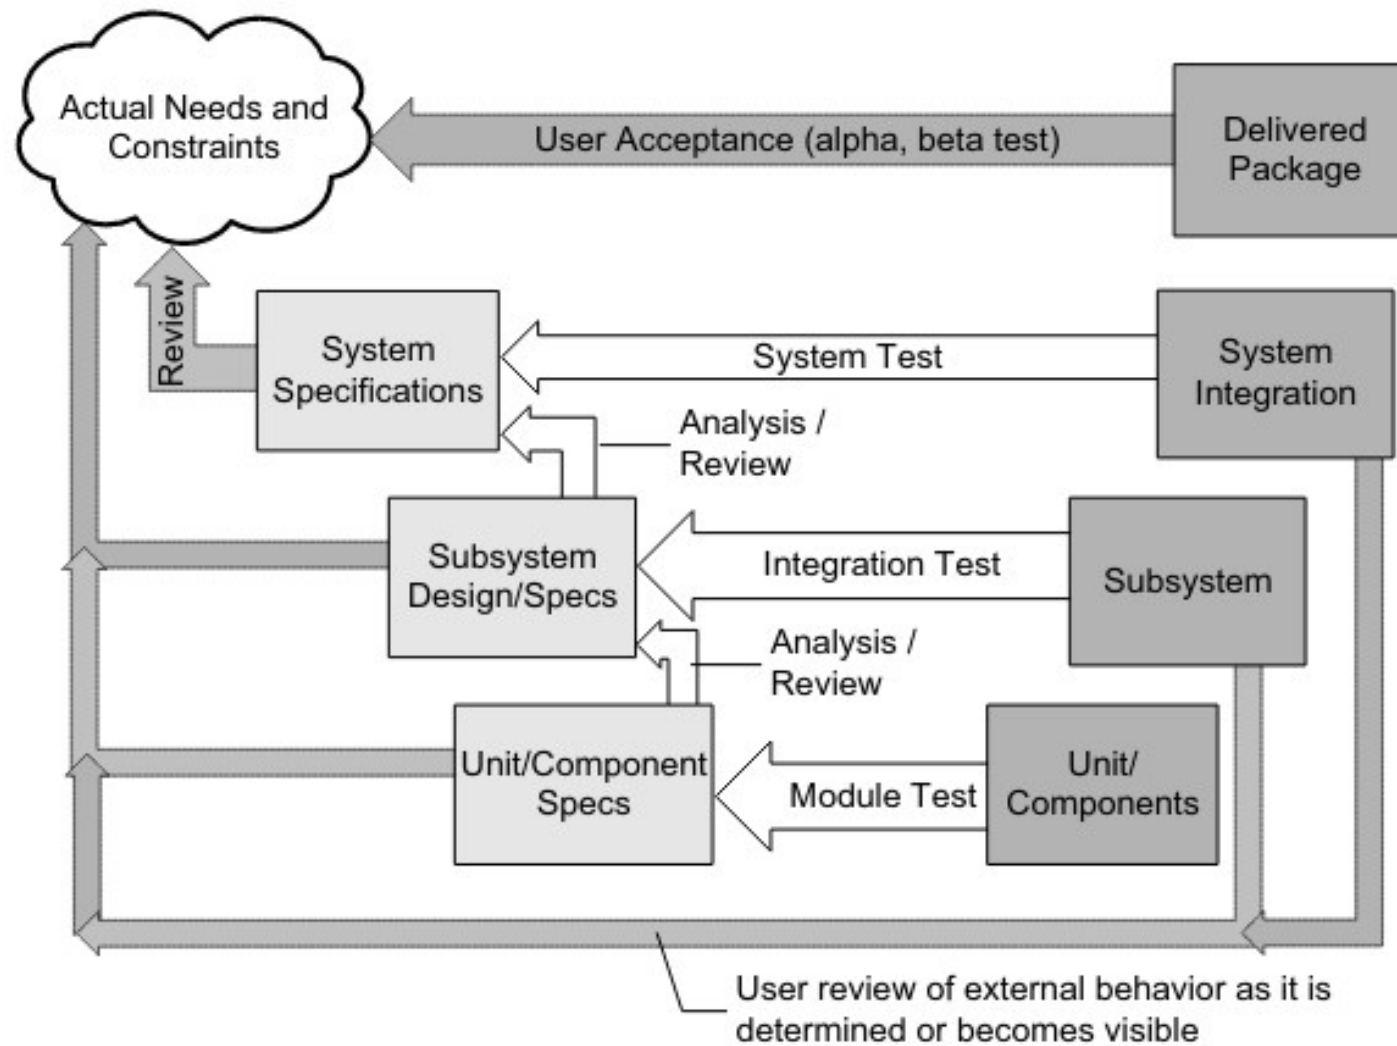 Actual Needs and
Constraints
User Acceptance (alpha, beta test)
Delivered
Package
Review
System
Specifications
System Test
System
Integration
Analysis /
Review
Subsystem
Design/Specs
Integration Test
Subsystem
Analysis /
Review
Unit/Component
Specs
Module Test
Unit/
Components
User review of external behavior as it is
determined or becomes visible